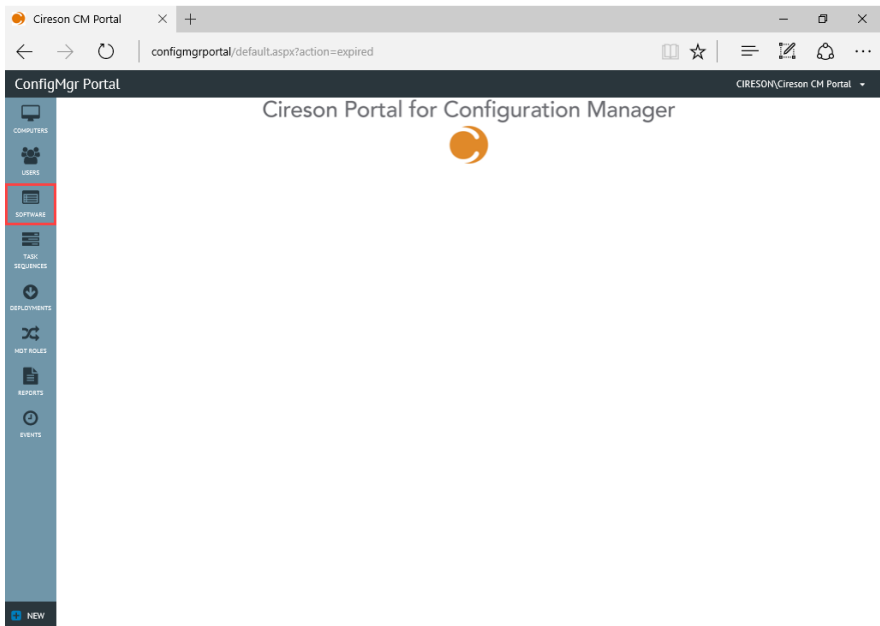 Cireson CM Portal
configmgrportal/default.aspx?action=expired
ConfigMgr Portal
CIRESON\Cireson CM Portal
Cireson Portal for Configuration Manager
COMPUTERS
USERS
SOFTWARE
TASK
SEQUENCES
DEPLOYMENTS
MDT ROLES
REPORTS
EVENTS
NEW